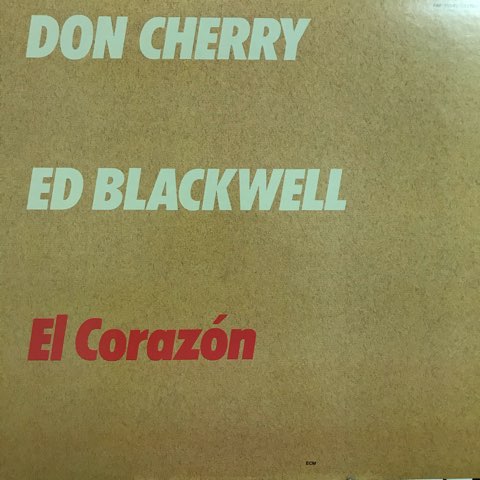 DON CHERRY
ED BLACKWELL
El Corazón
ECM